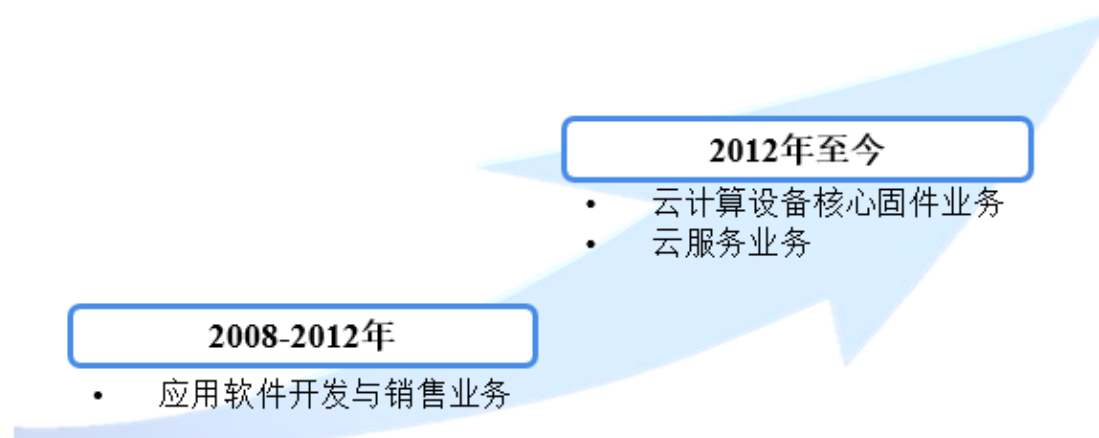 2012年至今
• 云计算设备核心固件业务
• 云服务业务
2008-2012年
• 应用软件开发与销售业务